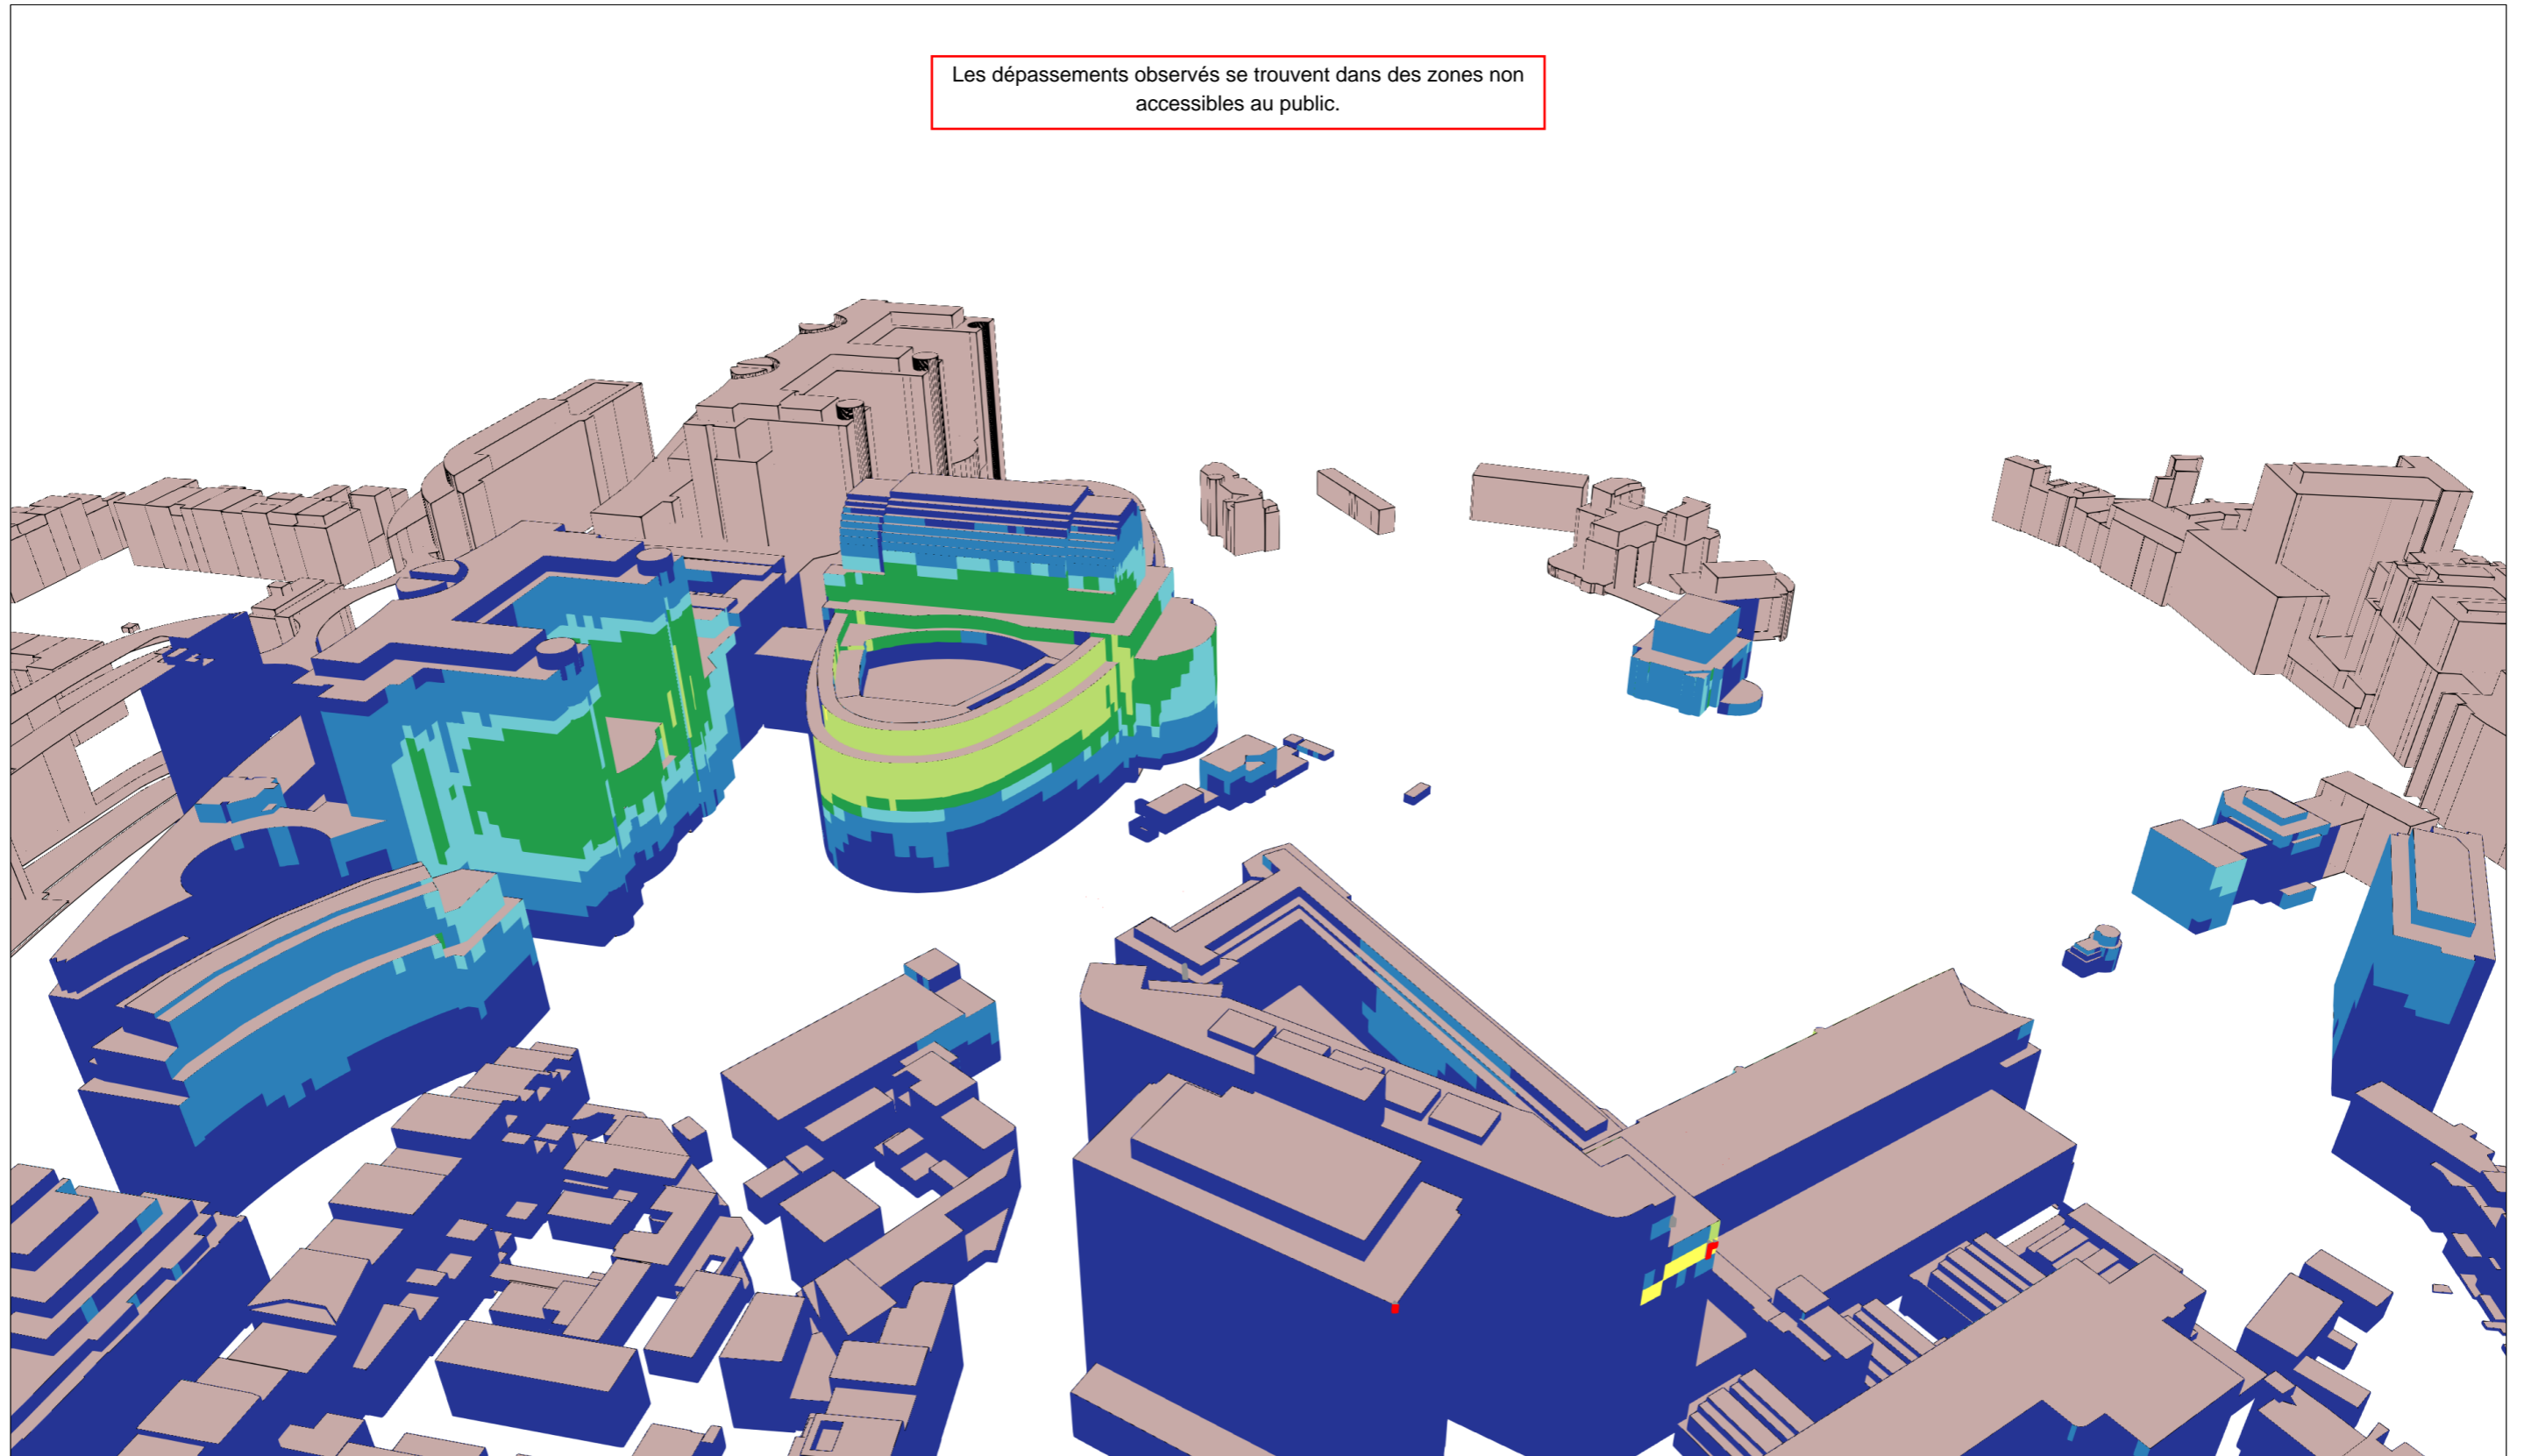 Les dépassements observés se trouvent dans des zones non
accessibles au public.